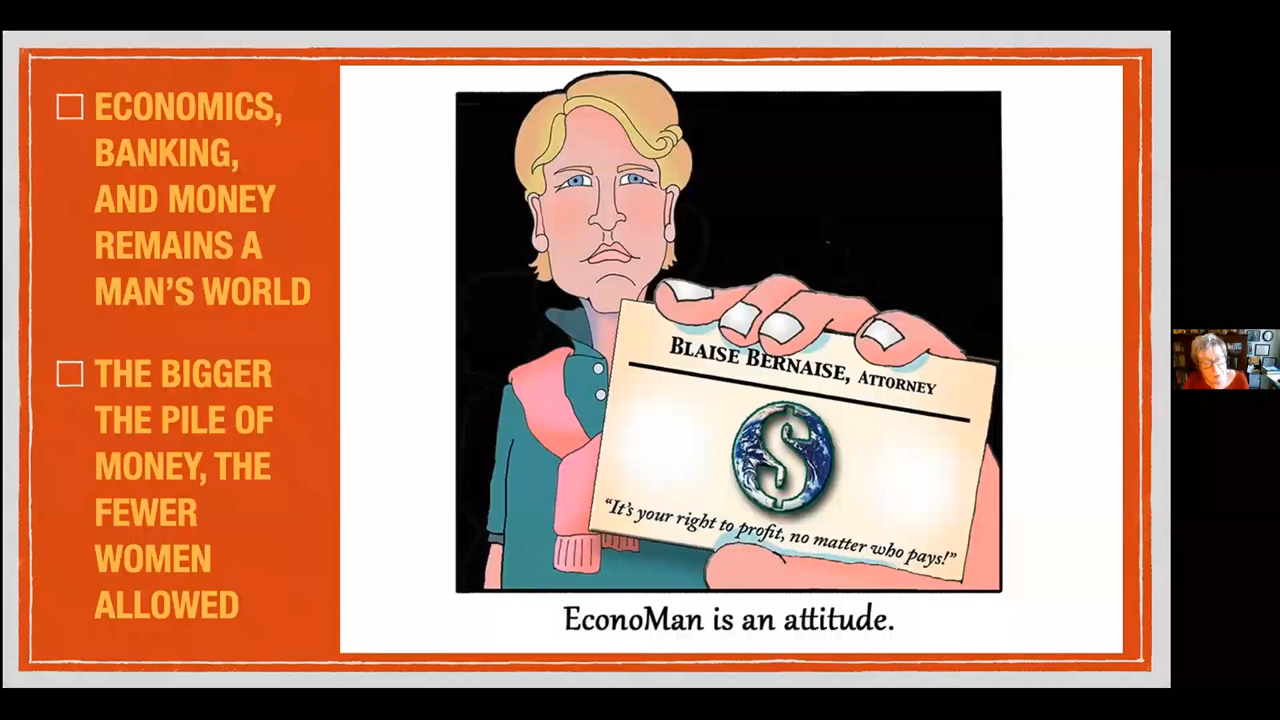 ECONOMICS,
BANKING,
AND MONEY
REMAINS A
MAN'S WORLD
THE BIGGER
THE PILE OF
MONEY, THE
FEWER
WOMEN
ALLOWED
BLAISE BERNAISE, ATTORNEY
$
“It's your right to profit, no matter who pays!”
EconoMan is an attitude.